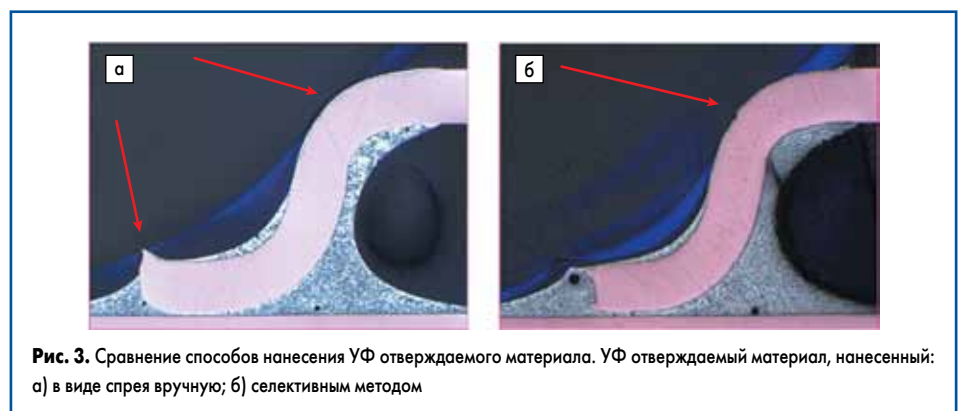 а
б
Рис. 3. Сравнение способов нанесения УФ отверждаемого материала. УФ отверждаемый материал, нанесенный:
а) в виде спрея вручную; б) селективным методом